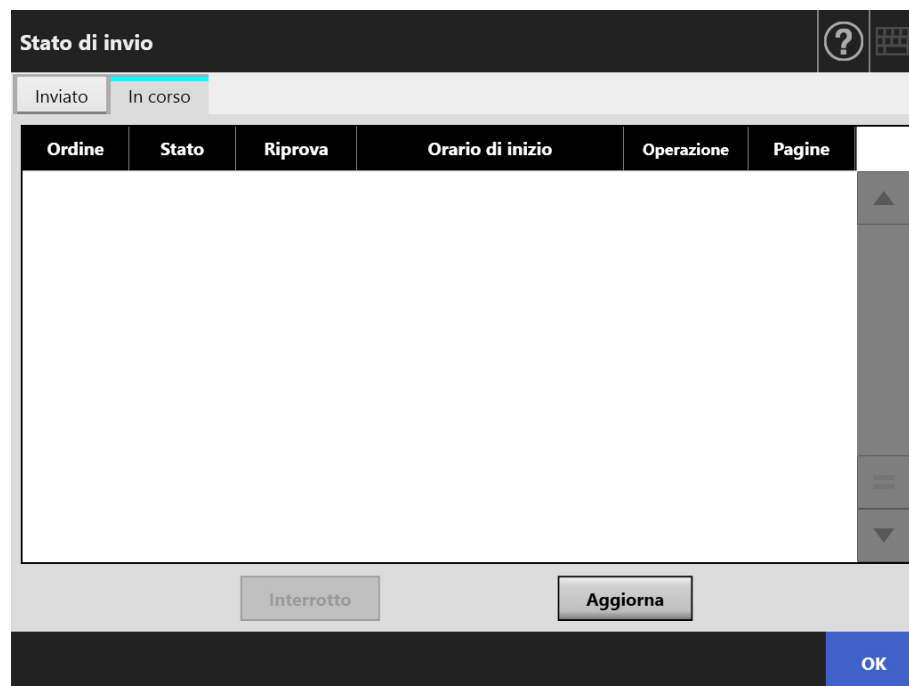 Stato di invio
Inviato In corso
Ordine Stato Riprova Orario di inizio Operazione Pagine
Interrotto Aggiorna
OK